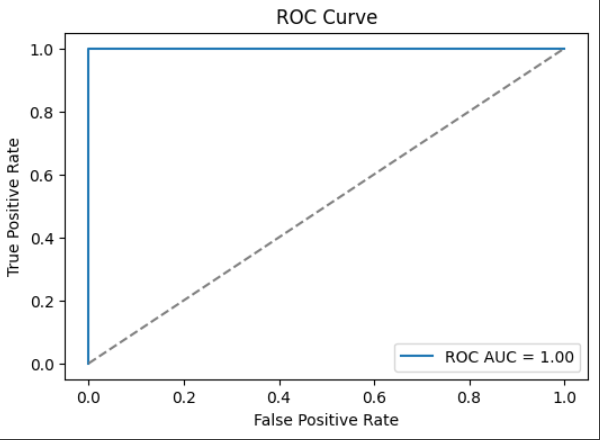 ROC Curve
True Positive Rate
1.0
0.8
0.6
0.4
0.2
0.0
ROC AUC = 1.00
0.0 0.2 0.4 0.6 0.8 1.0
False Positive Rate